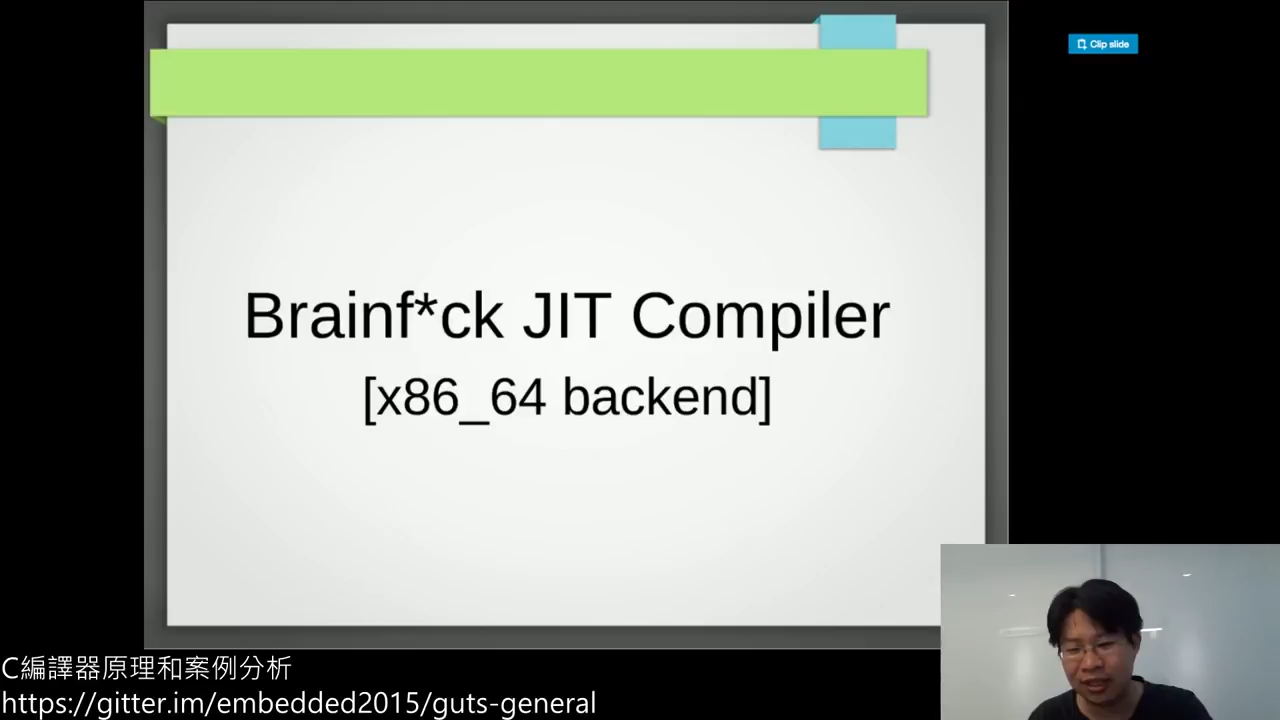 Clip slide
Brainf*ck JIT Compiler
[x86_64 backend]
C編譯器原理和案例分析
https://gitter.im/embedded2015/guts-general